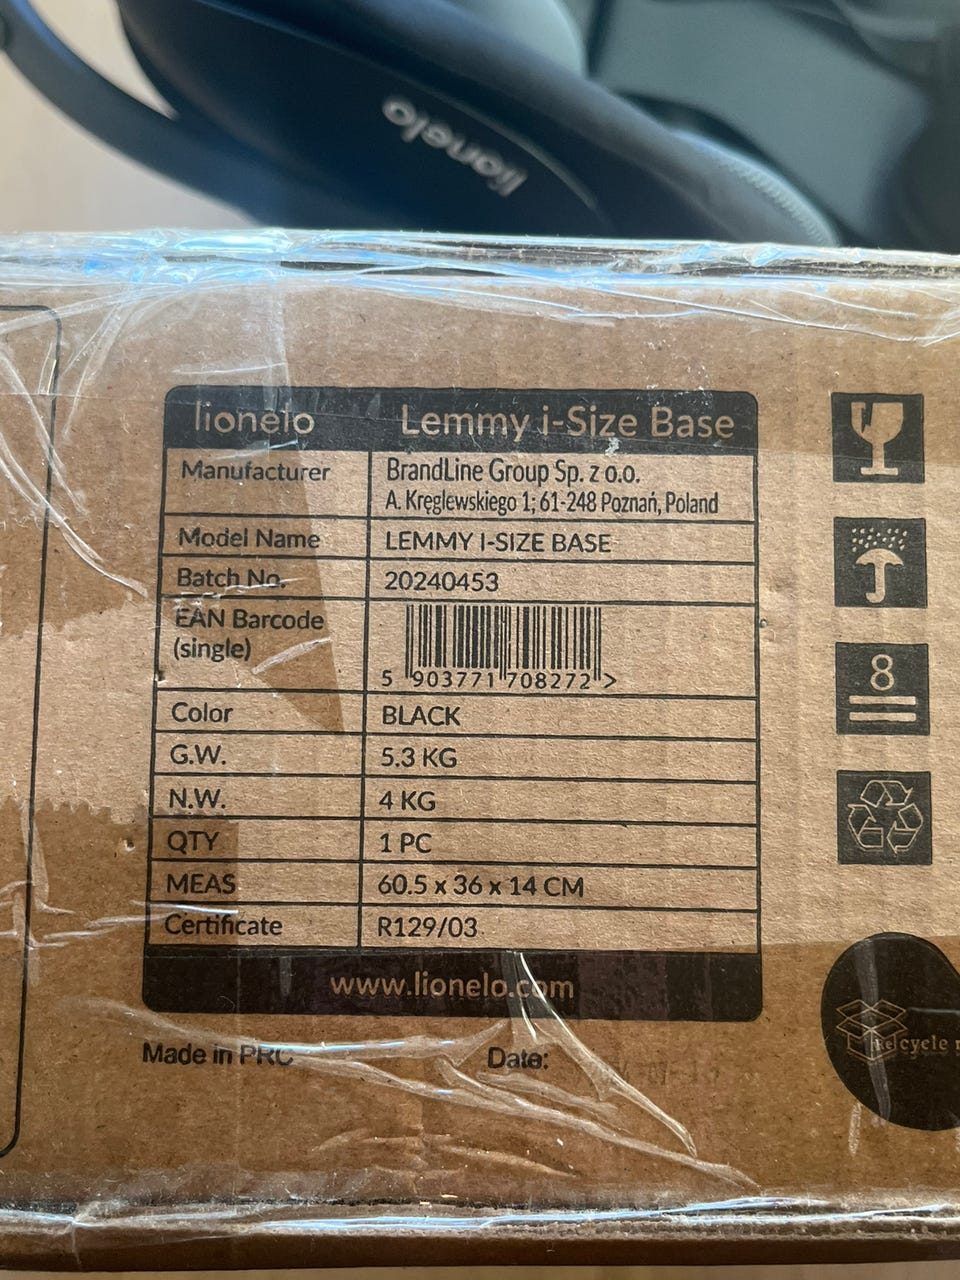 lionelo
lionelo Lemmy i-Size Base
Manufacturer BrandLine Group Sp. z o.o.
A. Kręglewskiego 1; 61-248 Poznań, Poland
Model Name LEMMY I-SIZE BASE
Batch No. 20240453
EAN Barcode
(single)
5 903771 708272 >
Color BLACK
G.W. 5.3 KG
N.W. 4 KG
QTY 1 PC
MEAS 60.5 x 36 x 14 CM
Certificate R129/03
www.lionelo.com
Made in PRC Date:
8